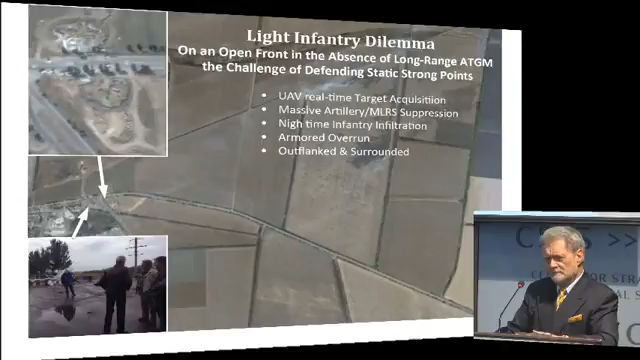 Light Infantry Dilemma
On an Open Front in the Absence of Long-Range ATGM
the Challenge of Defending Static Strong Points
• UAV real-time Target Acquisition
• Massive Artillery/MLRS Suppression
• Nigh time Infantry Infiltration
• Armored Overrun
• Outflanked & Surrounded